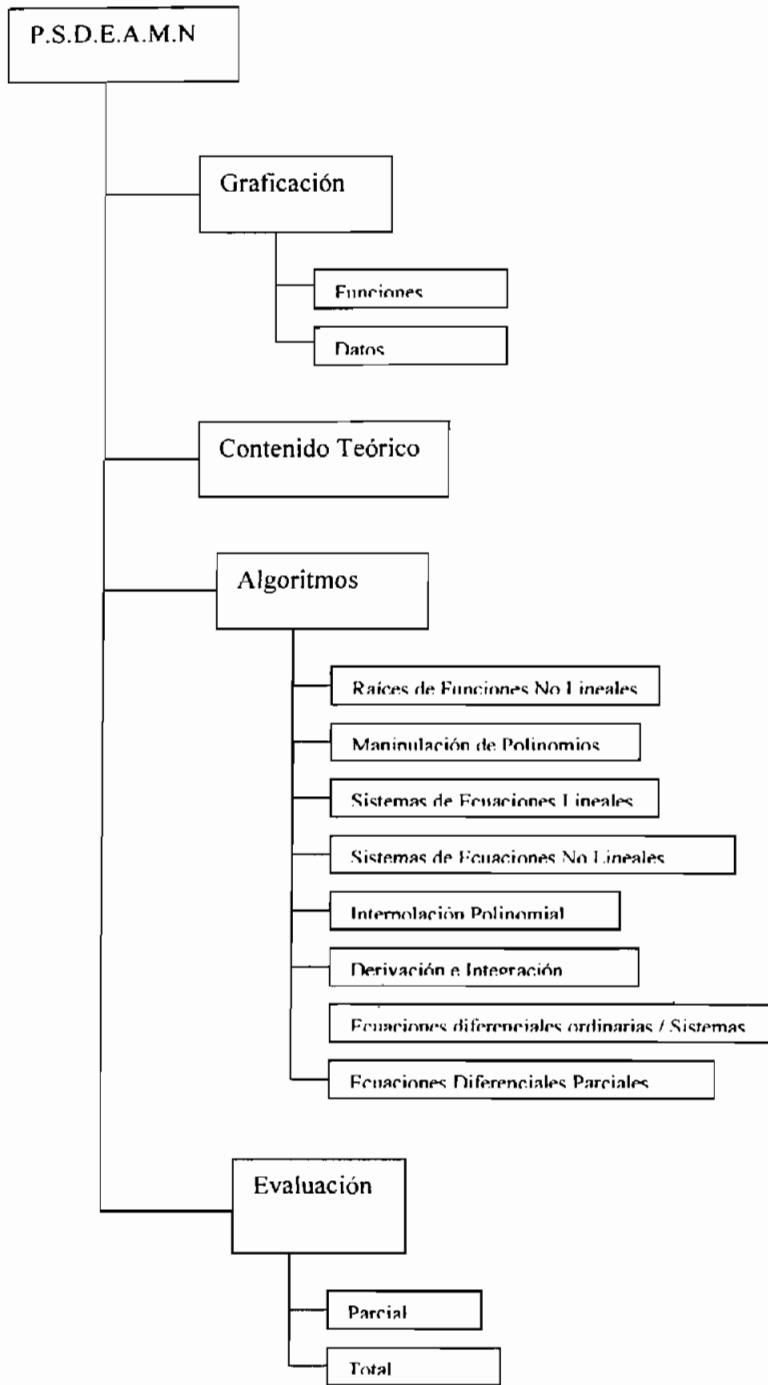 P.S.D.E.A.M.N
Graficación
Funciones
Datos
Contenido Teórico
Algoritmos
Raíces de Funciones No Lineales
Manipulación de Polinomios
Sistemas de Ecuaciones Lineales
Sistemas de Ecuaciones No Lineales
Interpolación Polinomial
Derivación e Integración
Ecuaciones diferenciales ordinarias / Sistemas
Ecuaciones Diferenciales Parciales
Evaluación
Parcial
Total